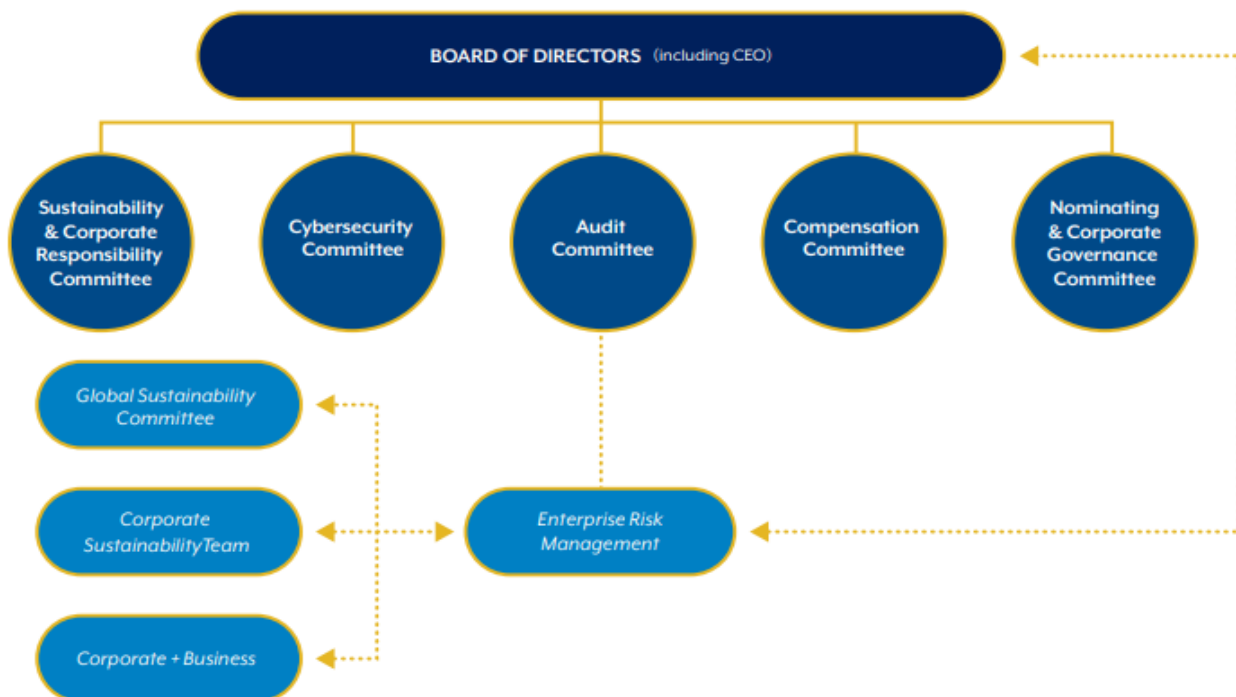 BOARD OF DIRECTORS (including CEO)
Sustainability
& Corporate
Responsibility
Committee
Cybersecurity
Committee
Audit
Committee
Compensation
Committee
Nominating
& Corporate
Governance
Committee
Global Sustainability
Committee
Corporate
SustainabilityTeam
Enterprise Risk
Management
Corporate + Business